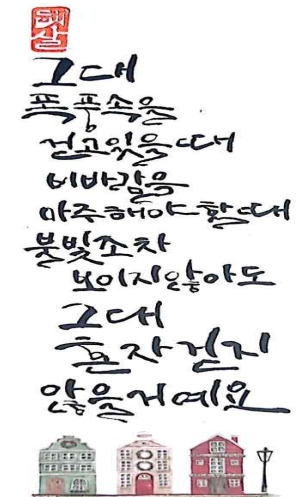 햇살
그대
폭풍속을
걷고있을때
비바람을
마주해야할때
불빛조차
보이지않아도
그대
혼자걷지
않을거예요